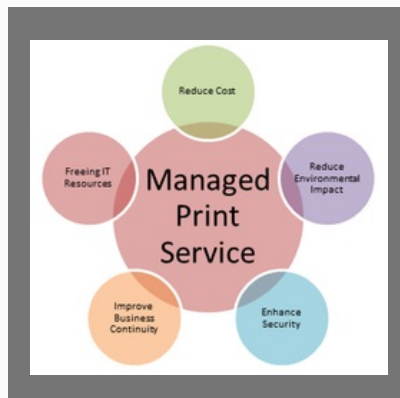 Reduce Cost
Freeing IT
Resources
Managed
Print
Service
Reduce
Environmental
Impact
Improve
Business
Continuity
Enhance
Security